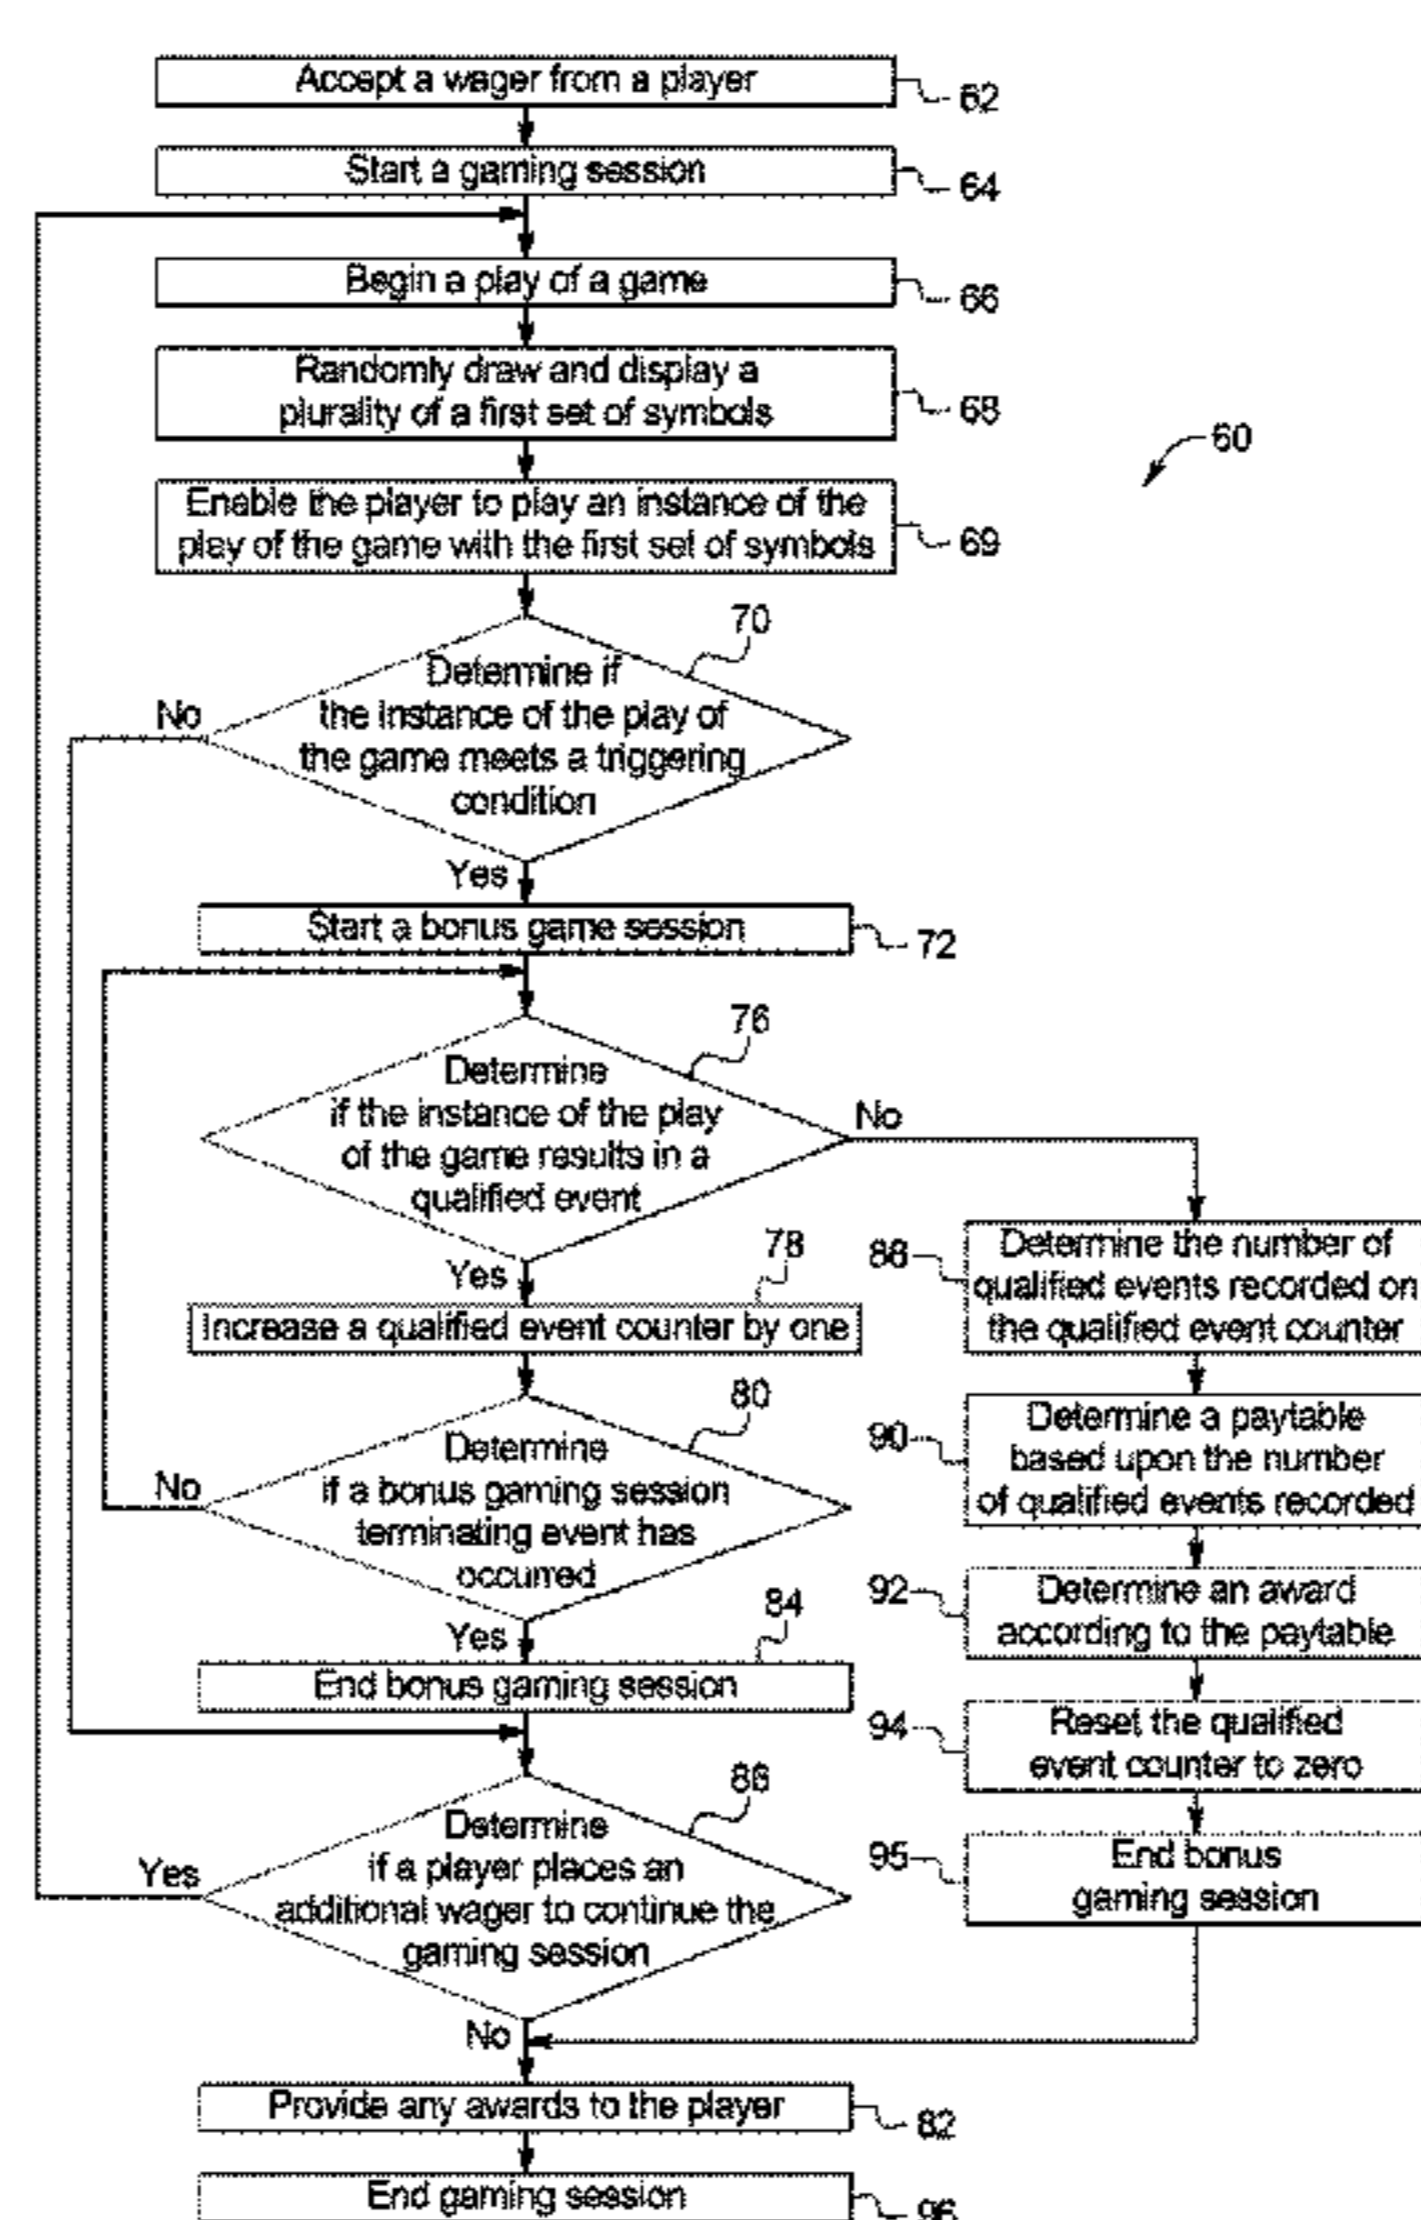 Accept a wager from a player
62
Start a gaming session
64
Begin a play of a game
66
Randomly draw and display a
plurality of a first set of symbols
68
60
Enable the player to play an instance of the
play of the game with the first set of symbols
69
70
Determine if
the instance of the play of
the game meets a triggering
condition
No
Yes
Start a bonus game session
72
76
Determine
if the instance of the play
of the game results in a
qualified event
No
Yes
78
Increase a qualified event counter by one
80
Determine
if a bonus gaming session
terminating event has
occurred
No
Yes
84
End bonus gaming session
86
Determine
if a player places an
additional wager to continue the
gaming session
Yes
No
88
Determine the number of
qualified events recorded on
the qualified event counter
90
Determine a paytable
based upon the number
of qualified events recorded
92
Determine an award
according to the paytable
94
Reset the qualified
event counter to zero
95
End bonus
gaming session
Provide any awards to the player
82
End gaming session
96